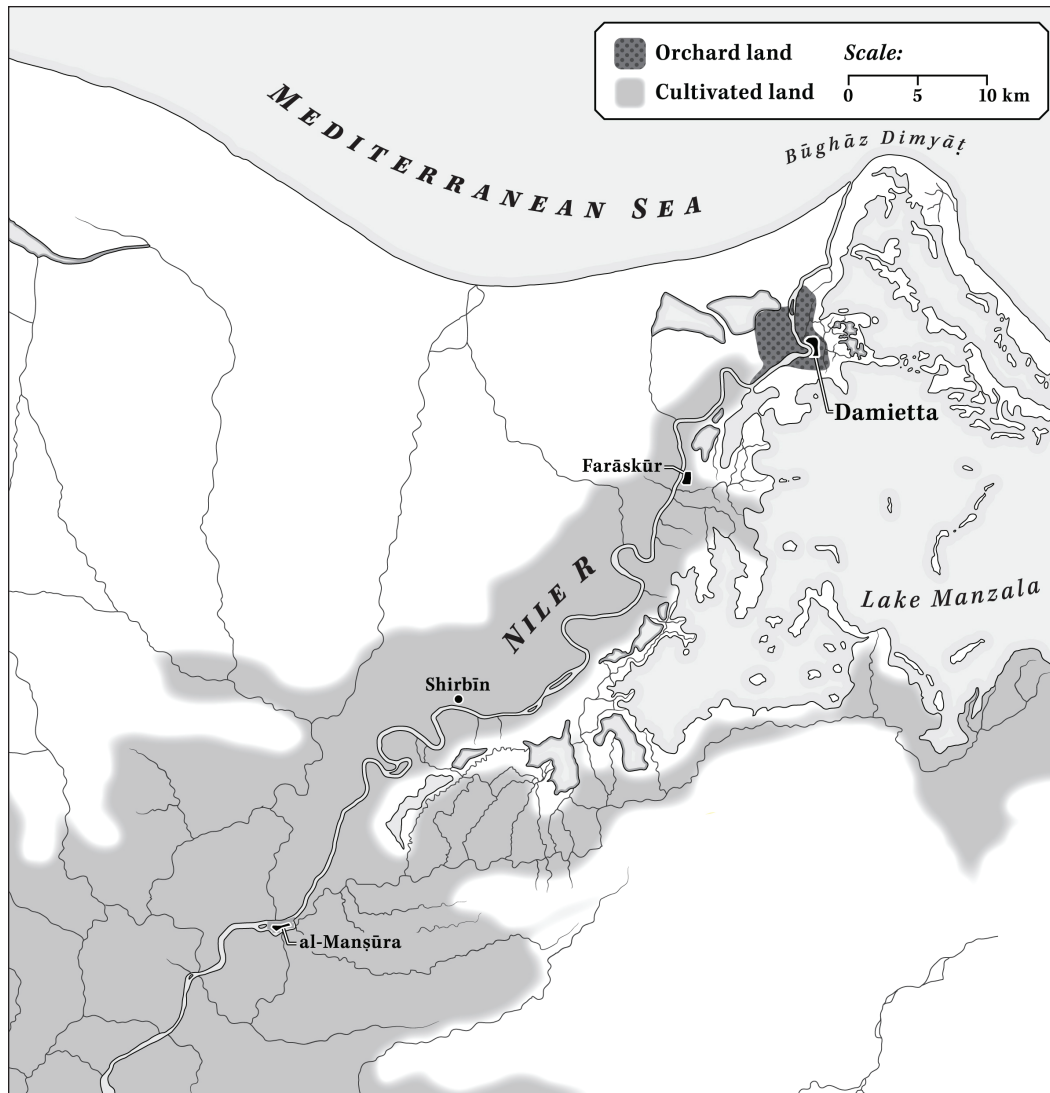 Orchard land
Cultivated land
Scale:
0 5 10 km
MEDITERRANEAN SEA
Būghāz Dimyāṭ
Damietta
Farāskūr
NILE R
Lake Manzala
Shirbīn
al-Manṣūra